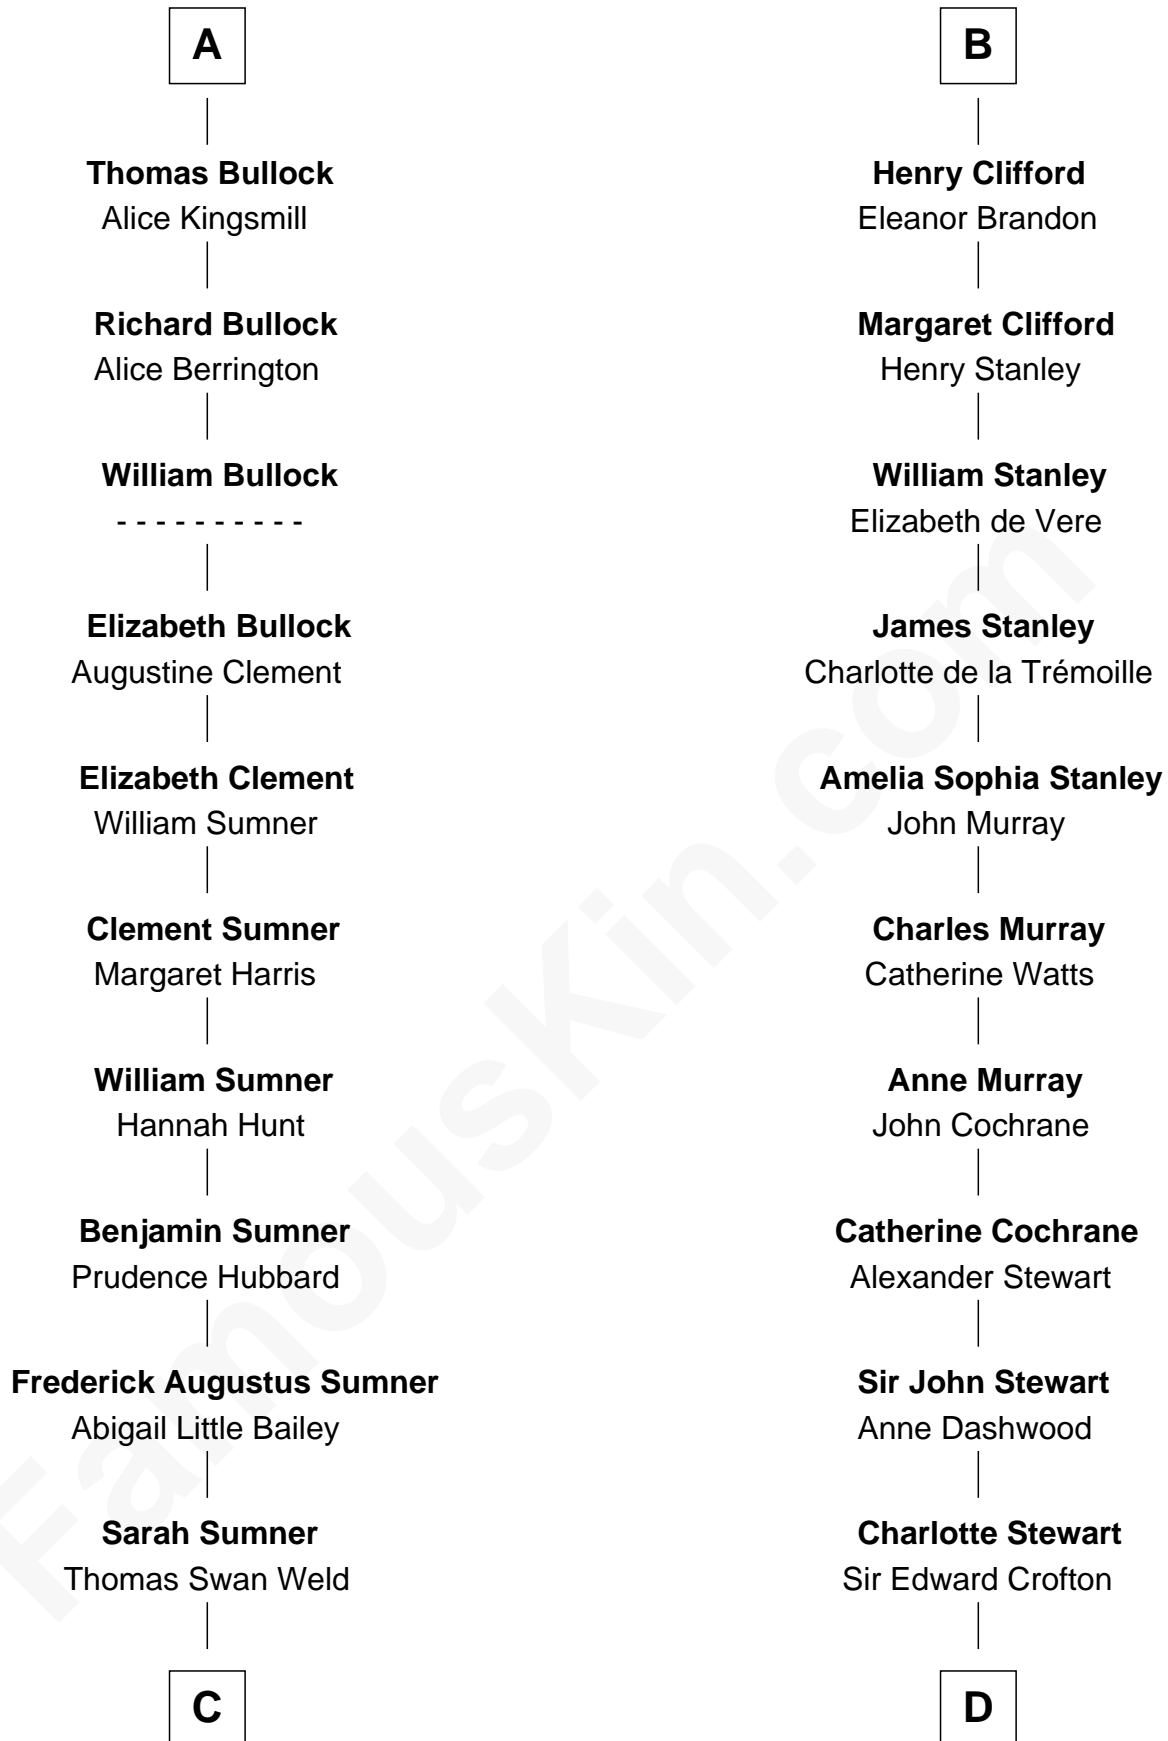 A
Thomas Bullock
Alice Kingsmill
Richard Bullock
Alice Berrington
William Bullock
- - - - - - - - - -
Elizabeth Bullock
Augustine Clement
Elizabeth Clement
William Sumner
Clement Sumner
Margaret Harris
William Sumner
Hannah Hunt
Benjamin Sumner
Prudence Hubbard
Frederick Augustus Sumner
Abigail Little Bailey
Sarah Sumner
Thomas Swan Weld
C
B
Henry Clifford
Eleanor Brandon
Margaret Clifford
Henry Stanley
William Stanley
Elizabeth de Vere
James Stanley
Charlotte de la Trémoille
Amelia Sophia Stanley
John Murray
Charles Murray
Catherine Watts
Anne Murray
John Cochrane
Catherine Cochrane
Alexander Stewart
Sir John Stewart
Anne Dashwood
Charlotte Stewart
Sir Edward Crofton
D
FamousKin.com